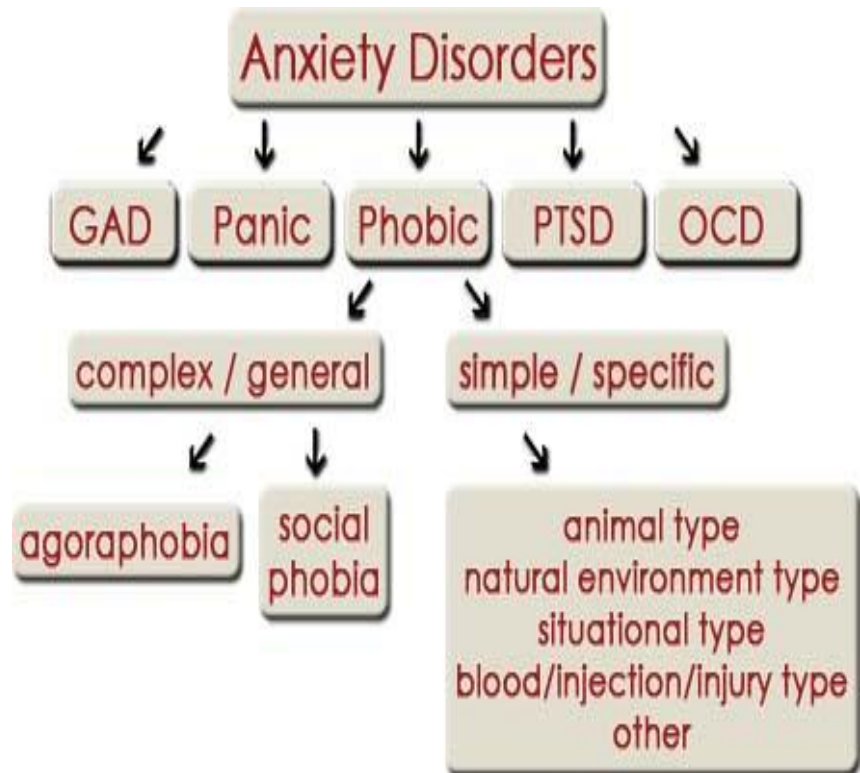 Anxiety Disorders
GAD
Panic
Phobic
PTSD
OCD
complex / general
simple / specific
agoraphobia
social
phobia
animal type
natural environment type
situational type
blood/injection/injury type
other